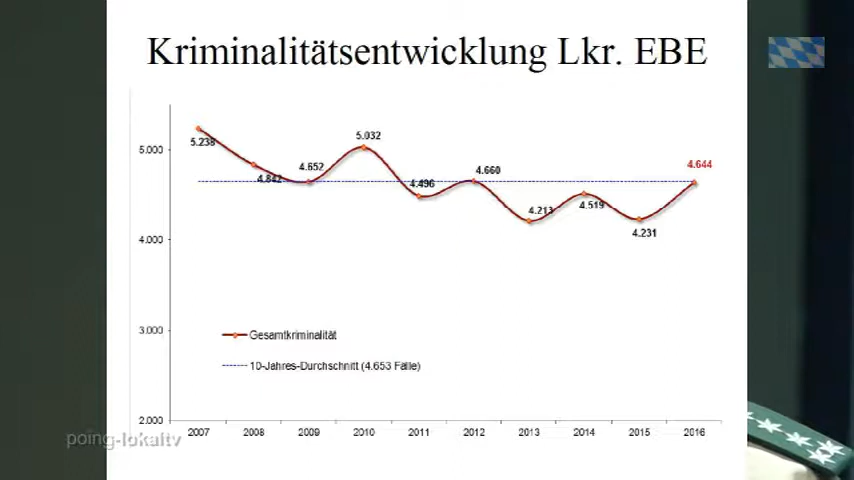 Kriminalitätsentwicklung Lkr. EBE
5.238
4.842
4.652
5.032
4.496
4.660
4.213
4.519
4.231
4.644
5.000
4.000
3.000
2.000
Gesamtkriminalität
10-Jahres-Durchschnitt (4.653 Fälle)
2007 2008 2009 2010 2011 2012 2013 2014 2015 2016
poing-lokaltv